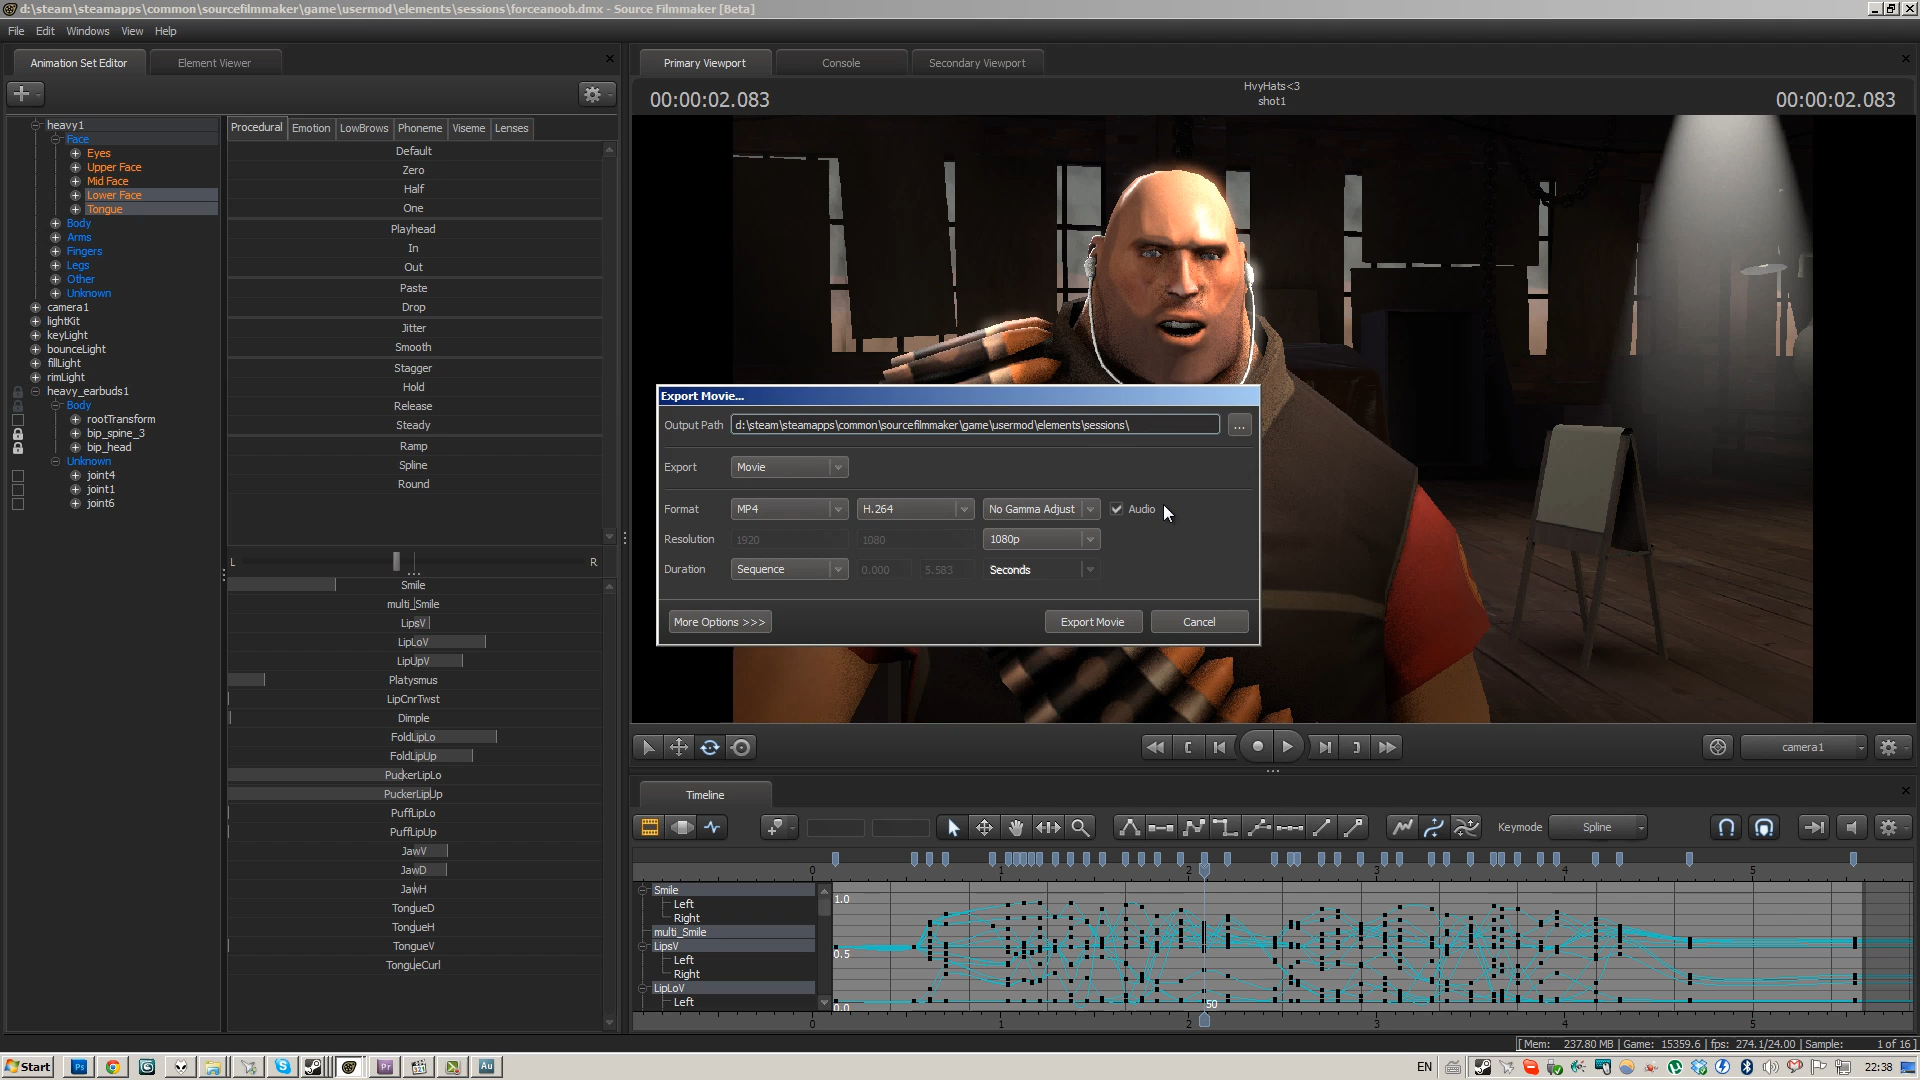 d:\steam\steamapps\common\sourcefilmmaker\game\usermod\elements\sessions\forceanoob.dmx - Source Filmmaker [Beta]
File Edit Windows View Help
Animation Set Editor Element Viewer
Primary Viewport Console Secondary Viewport
00:00:02.083
HvyHats<3
shot1
00:00:02.083
heavy1
Face
Eyes
Upper Face
Mid Face
Lower Face
Tongue
Body
Arms
Fingers
Legs
Other
Unknown
camera1
lightKit
keyLight
bounceLight
fillLight
rimLight
heavy_earbuds1
Body
rootTransform
bip_spine_3
bip_head
Unknown
joint4
joint1
joint6
Procedural Emotion LowBrows Phoneme Viseme Lenses
Default
Zero
Half
One
Playhead
In
Out
Paste
Drop
Jitter
Smooth
Stagger
Hold
Release
Steady
Ramp
Spline
Round
L R
Smile
multi_Smile
LipsV
LipLoV
LipUpV
Platysmus
LipCnrTwst
Dimple
FoldLipLo
FoldLipUp
PuckerLipLo
PuckerLipUp
PuffLipLo
PuffLipUp
JawV
JawD
JawH
TongueD
TongueH
TongueV
TongueCurl
Export Movie...
Output Path d:\steam\steamapps\common\sourcefilmmaker\game\usermod\elements\sessions\ ...
Export Movie
Format MP4 H.264 No Gamma Adjust Audio
Resolution 1920 1080 1080p
Duration Sequence 0.000 5.583 Seconds
More Options >>> Export Movie Cancel
camera1
Timeline
Keymode Spline
0 1 2 3 4 5
Smile
Left
Right
multi_Smile
LipsV
Left
Right
LipLoV
Left
1.0
0.5
0.0
50
0 1 2 3 4 5
[Mem: 237.80 MB | Game: 15359.6 | fps: 274.1/24.00 | Sample: 1 of 16]
Start Ps Pr Au EN 22:38